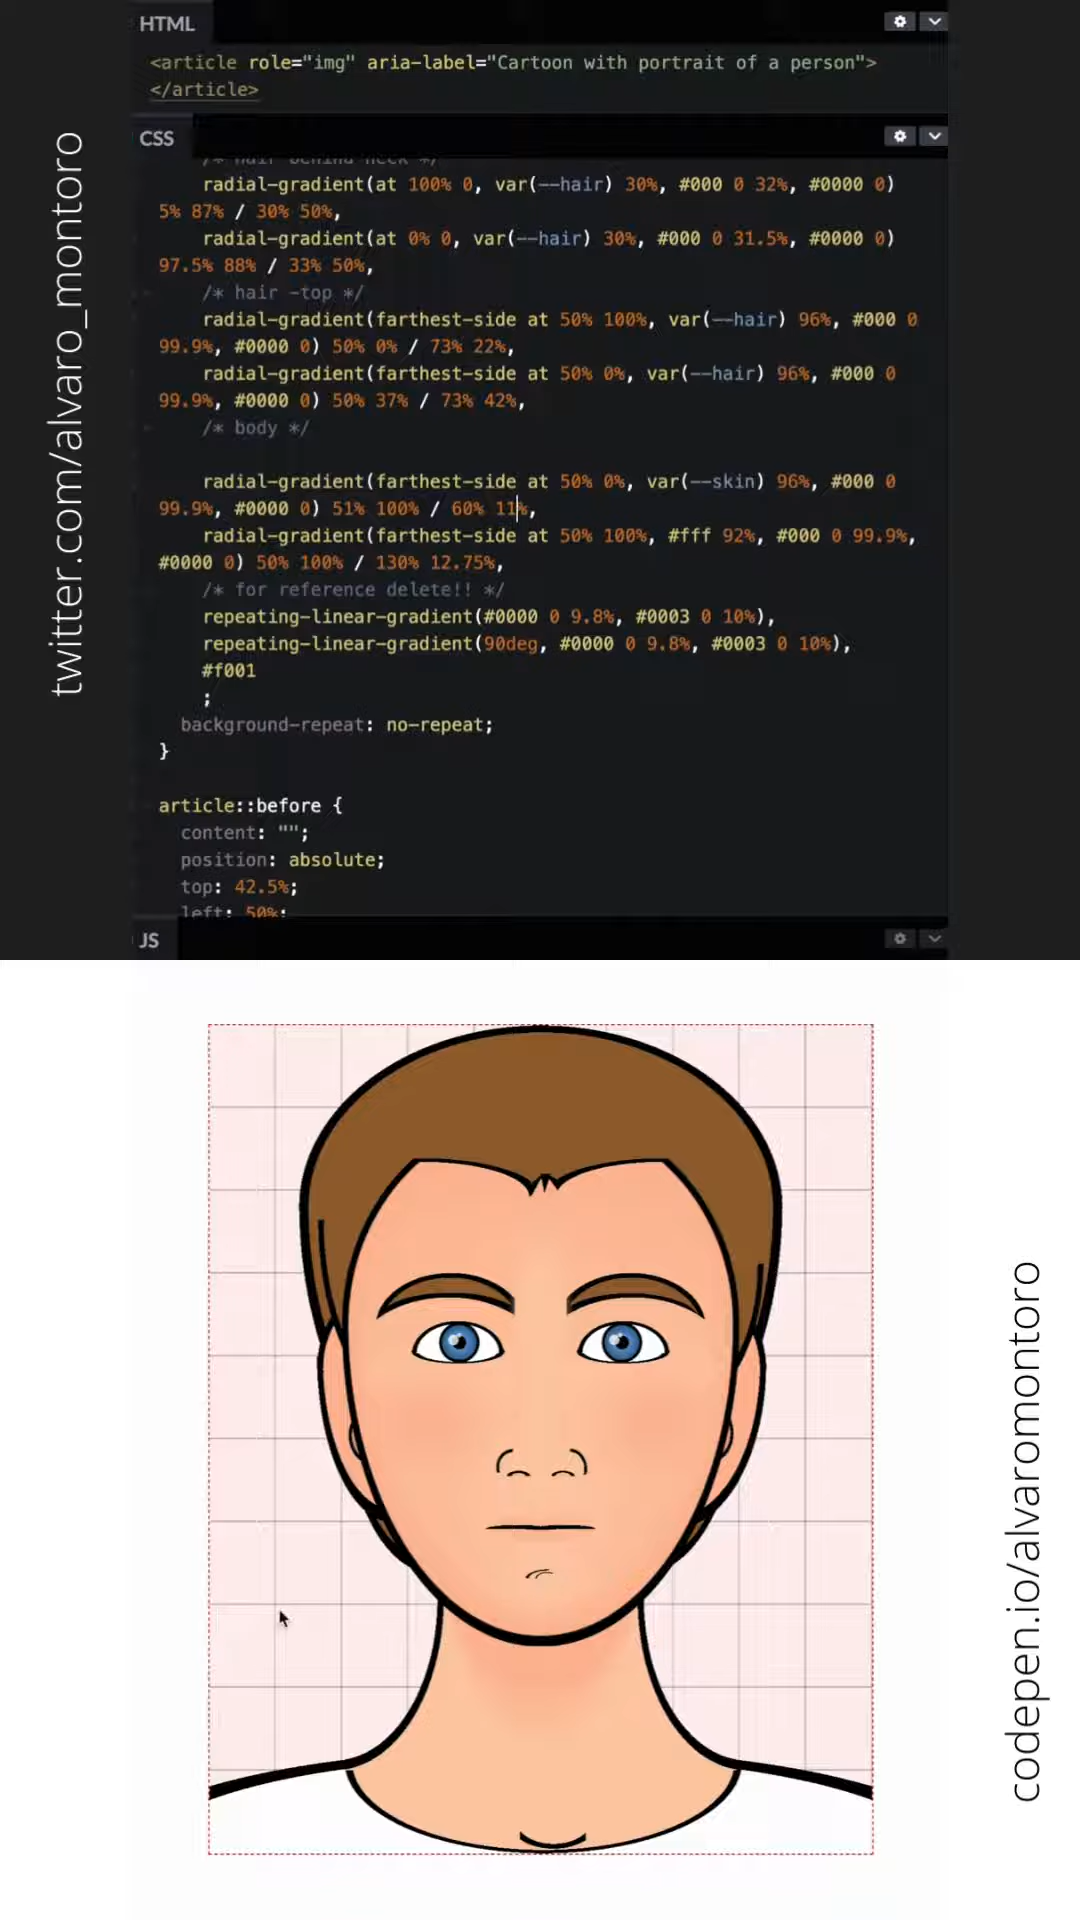 HTML
<article role="img" aria-label="Cartoon with portrait of a person">
</article>
CSS
/* hair behind neck */
radial-gradient(at 100% 0, var(--hair) 30%, #000 0 32%, #0000 0)
5% 87% / 30% 50%,
radial-gradient(at 0% 0, var(--hair) 30%, #000 0 31.5%, #0000 0)
97.5% 88% / 33% 50%,
/* hair -top */
radial-gradient(farthest-side at 50% 100%, var(--hair) 96%, #000 0
99.9%, #0000 0) 50% 0% / 73% 22%,
radial-gradient(farthest-side at 50% 0%, var(--hair) 96%, #000 0
99.9%, #0000 0) 50% 37% / 73% 42%,
/* body */
radial-gradient(farthest-side at 50% 0%, var(--skin) 96%, #000 0
99.9%, #0000 0) 51% 100% / 60% 11%,
radial-gradient(farthest-side at 50% 100%, #fff 92%, #000 0 99.9%,
#0000 0) 50% 100% / 130% 12.75%,
/* for reference delete!! */
repeating-linear-gradient(#0000 0 9.8%, #0003 0 10%),
repeating-linear-gradient(90deg, #0000 0 9.8%, #0003 0 10%),
#f001
;
background-repeat: no-repeat;
}
article::before {
content: "";
position: absolute;
top: 42.5%;
left: 50%;
JS
twitter.com/alvaro_montoro
codepen.io/alvaromontoro